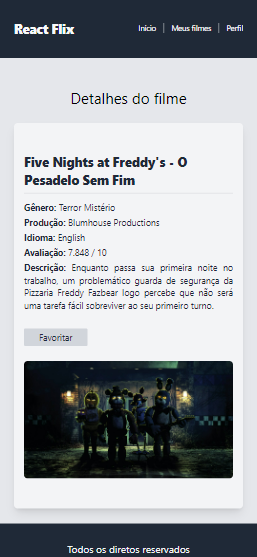 React Flix
Início | Meus filmes | Perfil
Detalhes do filme
Five Nights at Freddy's - O
Pesadelo Sem Fim
Gênero: Terror Mistério
Produção: Blumhouse Productions
Idioma: English
Avaliação: 7.848 / 10
Descrição: Enquanto passa sua primeira noite no
trabalho, um problemático guarda de segurança da
Pizzaria Freddy Fazbear logo percebe que não será
uma tarefa fácil sobreviver ao seu primeiro turno.
Favoritar
Todos os diretos reservados